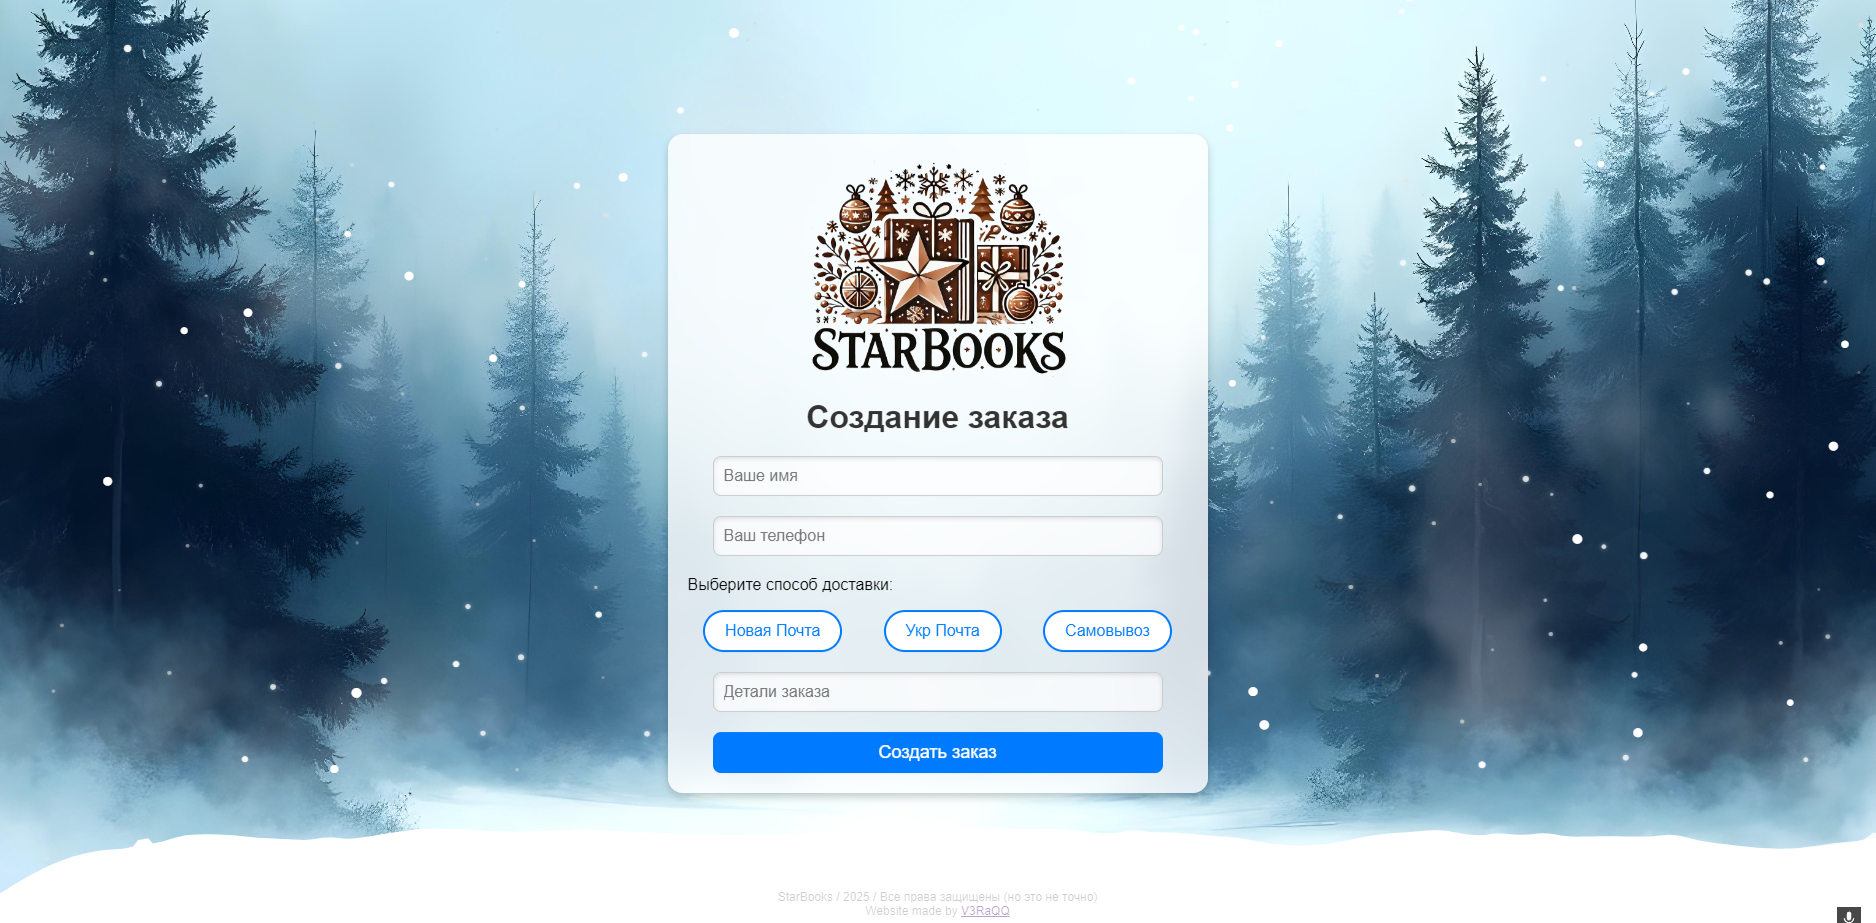 STARBOOKS
Создание заказа
Ваше имя
Ваш телефон
Выберите способ доставки:
Новая Почта Укр Почта Самовывоз
Детали заказа
Создать заказ
StarBooks / 2025 / Все права защищены (но это не точно)
Website made by V3RaQQ